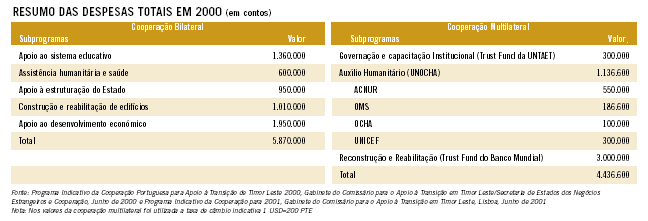 RESUMO DAS DESPESAS TOTAIS EM 2000 (em contos)
Cooperação Bilateral
Subprogramas Valor
Apoio ao sistema educativo 1.360.000
Assistência humanitária e saúde 600.000
Apoio à estruturação do Estado 950.000
Construção e reabilitação de edifícios 1.010.000
Apoio ao desenvolvimento económico 1.950.000
Total 5.870.000
Cooperação Multilateral
Subprogramas Valor
Governação e capacitação Institucional (Trust Fund da UNTAET) 300.000
Auxílio Humanitário (UNOCHA) 1.136.600
ACNUR 550.000
OMS 186.600
OCHA 100.000
UNICEF 300.000
Reconstrução e Reabilitação (Trust Fund do Banco Mundial) 3.000.000
Total 4.436.600
Fonte: Programa Indicativo da Cooperação Portuguesa para Apoio à Transição de Timor Leste 2000, Gabinete do Comissário para o Apoio à Transição em Timor Leste/Secretaria de Estados dos Negócios
Estrangeiros e Cooperação, Junho de 2000 e Programa Indicativo da Cooperação para 2001, Gabinete do Comissário para o Apoio à Transição em Timor Leste, Lisboa, Junho de 2001
Nota: Nos valores da cooperação multilateral foi utilizada a taxa de câmbio indicativa 1 USD=200 PTE